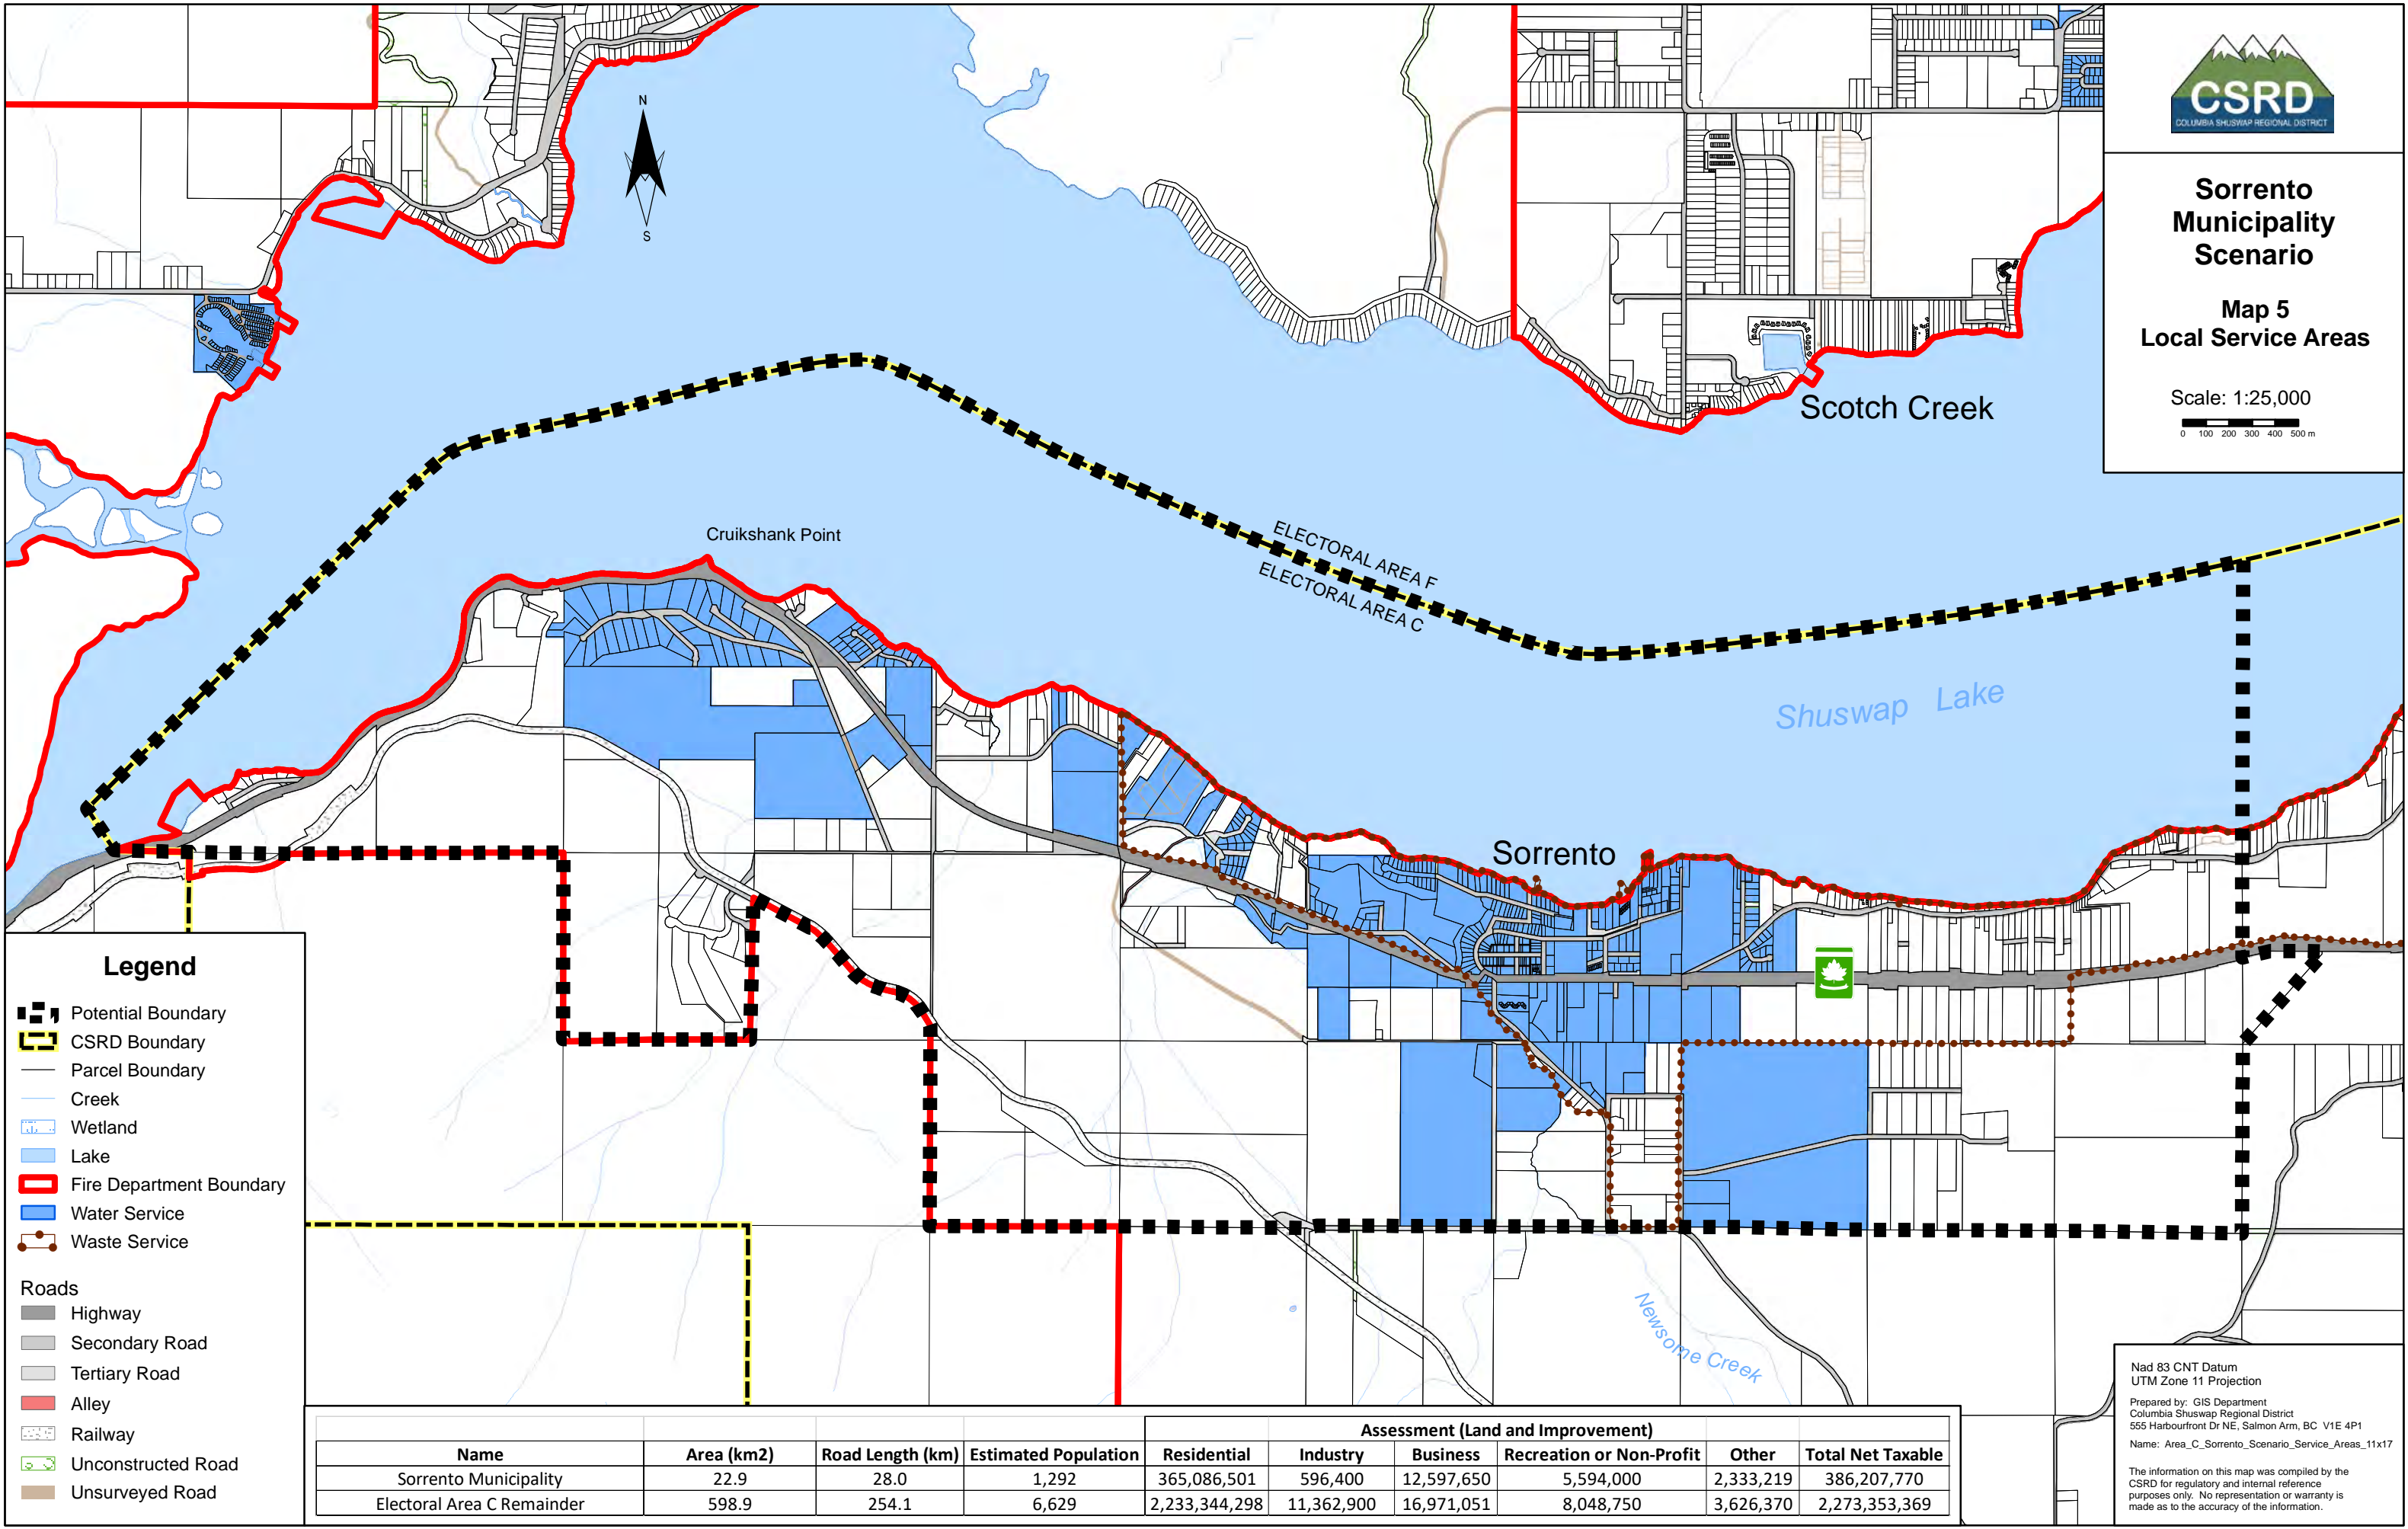 CSRD
COLUMBIA SHUSWAP REGIONAL DISTRICT
Sorrento
Municipality
Scenario
Map 5
Local Service Areas
Scale: 1:25,000
0 100 200 300 400 500 m
N
S
Scotch Creek
Cruikshank Point
ELECTORAL AREA F
ELECTORAL AREA C
Shuswap Lake
Sorrento
Newsome Creek
Legend
Potential Boundary
CSRD Boundary
Parcel Boundary
Creek
Wetland
Lake
Fire Department Boundary
Water Service
Waste Service
Roads
Highway
Secondary Road
Tertiary Road
Alley
Railway
Unconstructed Road
Unsurveyed Road
Assessment (Land and Improvement)
Name Area (km2) Road Length (km) Estimated Population Residential Industry Business Recreation or Non-Profit Other Total Net Taxable
Sorrento Municipality 22.9 28.0 1,292 365,086,501 596,400 12,597,650 5,594,000 2,333,219 386,207,770
Electoral Area C Remainder 598.9 254.1 6,629 2,233,344,298 11,362,900 16,971,051 8,048,750 3,626,370 2,273,353,369
Nad 83 CNT Datum
UTM Zone 11 Projection
Prepared by: GIS Department
Columbia Shuswap Regional District
555 Harbourfront Dr NE, Salmon Arm, BC V1E 4P1
Name: Area_C_Sorrento_Scenario_Service_Areas_11x17
The information on this map was compiled by the
CSRD for regulatory and internal reference
purposes only. No representation or warranty is
made as to the accuracy of the information.